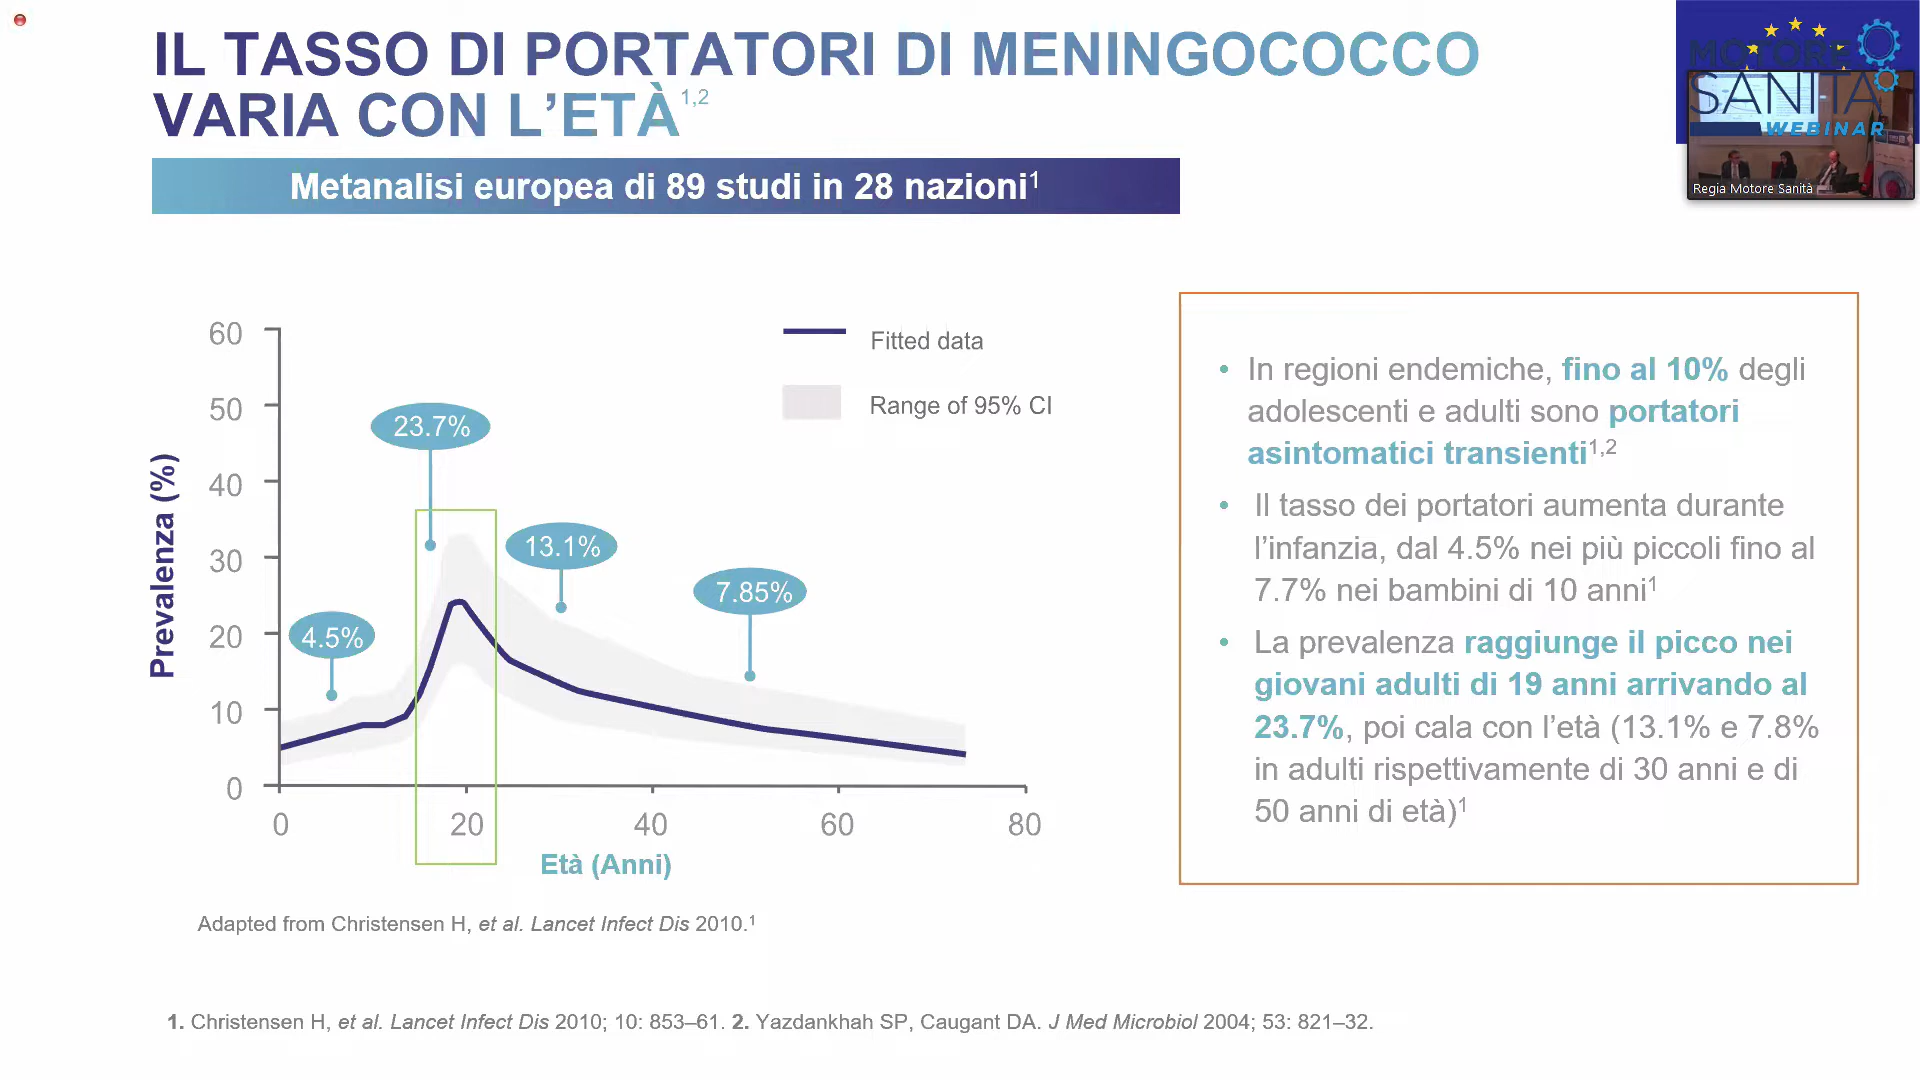 IL TASSO DI PORTATORI DI MENINGOCOCCO
VARIA CON L'ETÀ1,2
Metanalisi europea di 89 studi in 28 nazioni1
MOTORE
SANITÀ
WEBINAR
Regia Motore Sanità
60
50
40
30
20
10
0
Prevalenza (%)
Fitted data
Range of 95% CI
23.7%
13.1%
7.85%
4.5%
0 20 40 60 80
Età (Anni)
• In regioni endemiche, fino al 10% degli
adolescenti e adulti sono portatori
asintomatici transienti1,2
• Il tasso dei portatori aumenta durante
l'infanzia, dal 4.5% nei più piccoli fino al
7.7% nei bambini di 10 anni1
• La prevalenza raggiunge il picco nei
giovani adulti di 19 anni arrivando al
23.7%, poi cala con l'età (13.1% e 7.8%
in adulti rispettivamente di 30 anni e di
50 anni di età)1
Adapted from Christensen H, et al. Lancet Infect Dis 2010.1
1. Christensen H, et al. Lancet Infect Dis 2010; 10: 853–61. 2. Yazdankhah SP, Caugant DA. J Med Microbiol 2004; 53: 821–32.